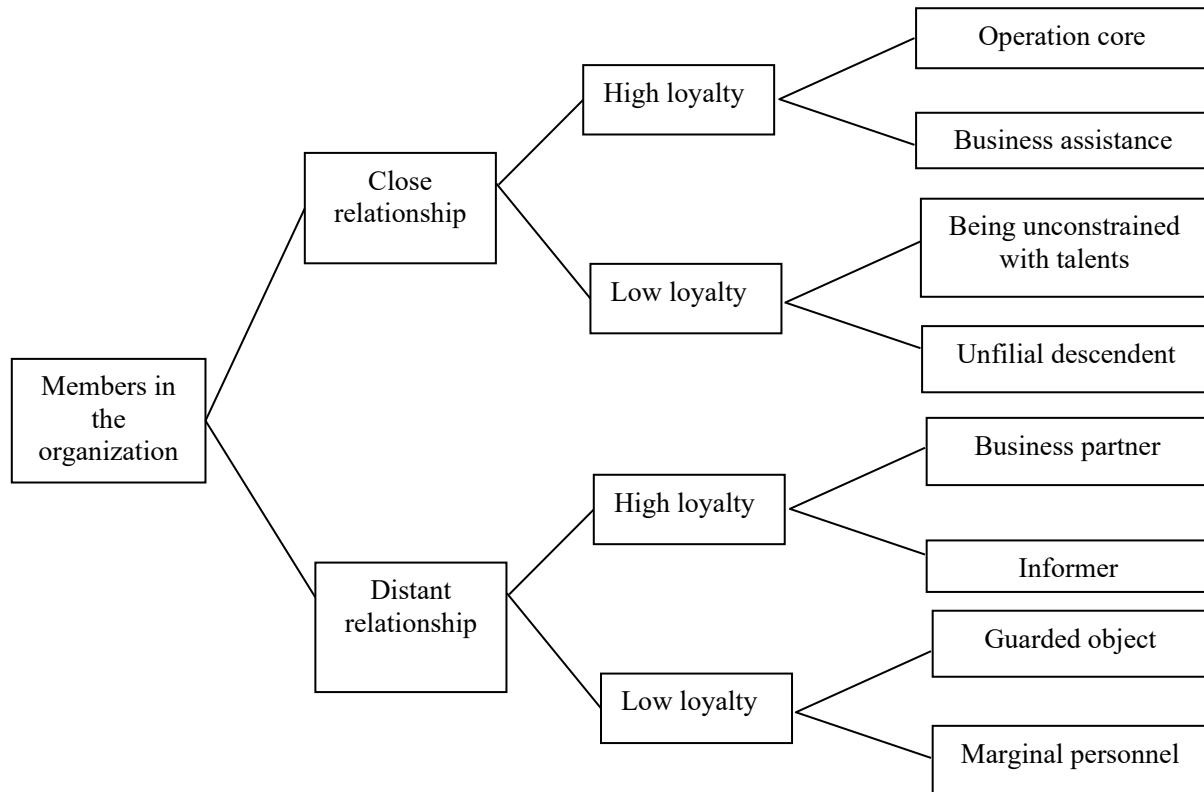 Operation core
High loyalty
Business assistance
Close
relationship
Being unconstrained
with talents
Low loyalty
Unfilial descendent
Members in
the
organization
Business partner
High loyalty
Informer
Distant
relationship
Guarded object
Low loyalty
Marginal personnel